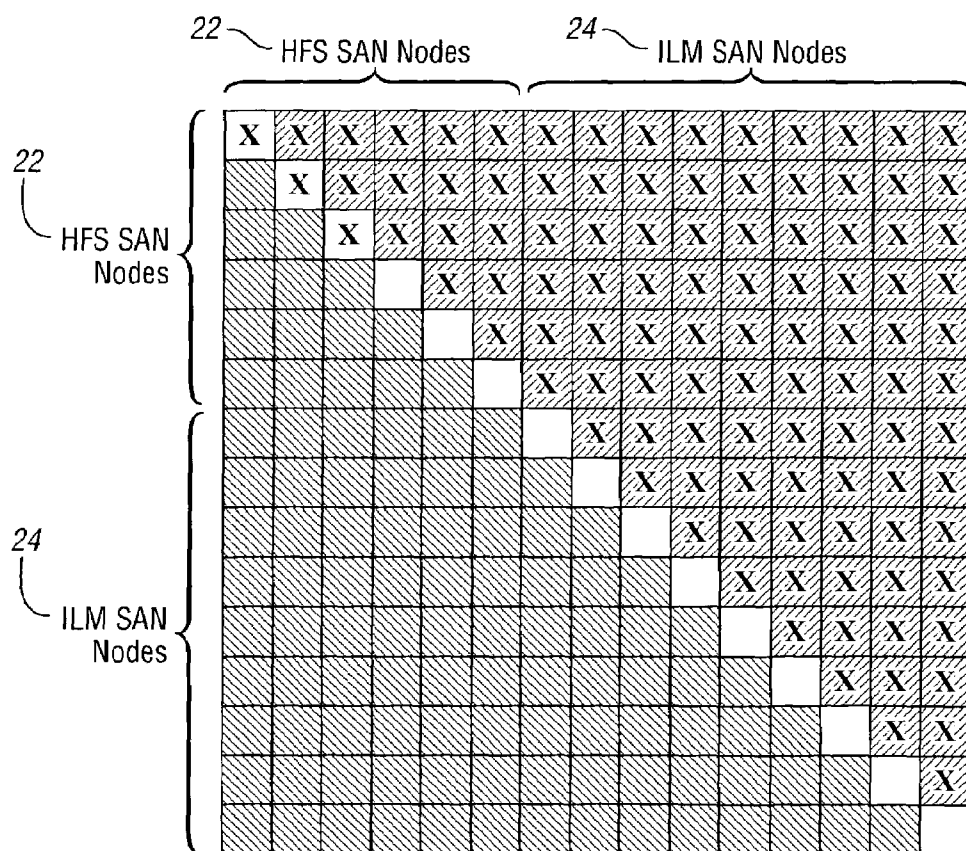 22 24
HFS SAN Nodes ILM SAN Nodes
X X X X X X X X X X X X X X X
22
X X X X X X X X X X X X X X
HFS SAN X X X X X X X X X X X X X
Nodes
X X X X X X X X X X X
X X X X X X X X X X
X X X X X X X X X
X X X X X X X X
X X X X X X X
24
X X X X X X
X X X X X
ILM SAN
Nodes
X X X X
X X X
X X
X